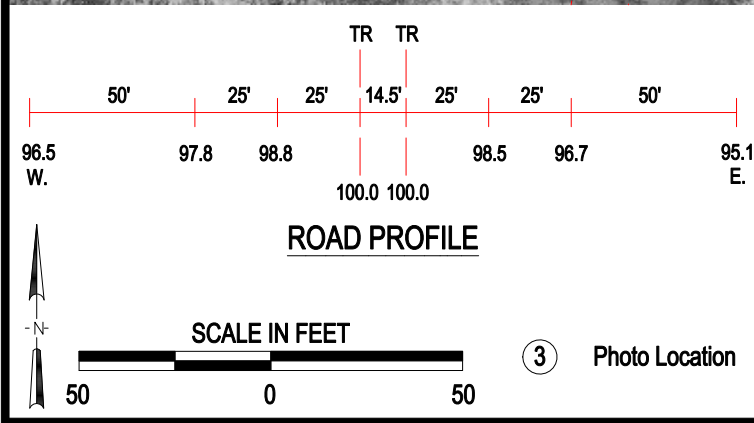 TR TR
50' 25' 25' 14.5' 25' 25' 50'
96.5 97.8 98.8 98.5 96.7 95.1
W. E.
100.0 100.0
ROAD PROFILE
-N-
SCALE IN FEET
3 Photo Location
50 0 50